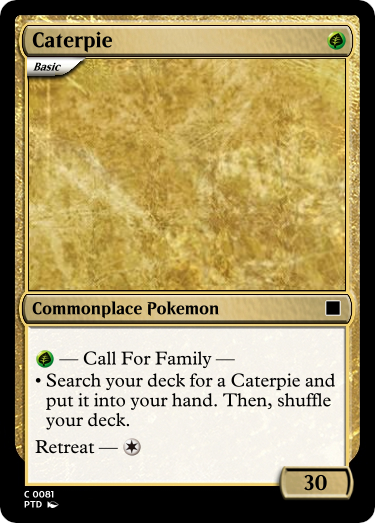 Caterpie
Basic
Commonplace Pokemon
— Call For Family —
• Search your deck for a Caterpie and
put it into your hand. Then, shuffle
your deck.
Retreat —
30
C 0081
PTD